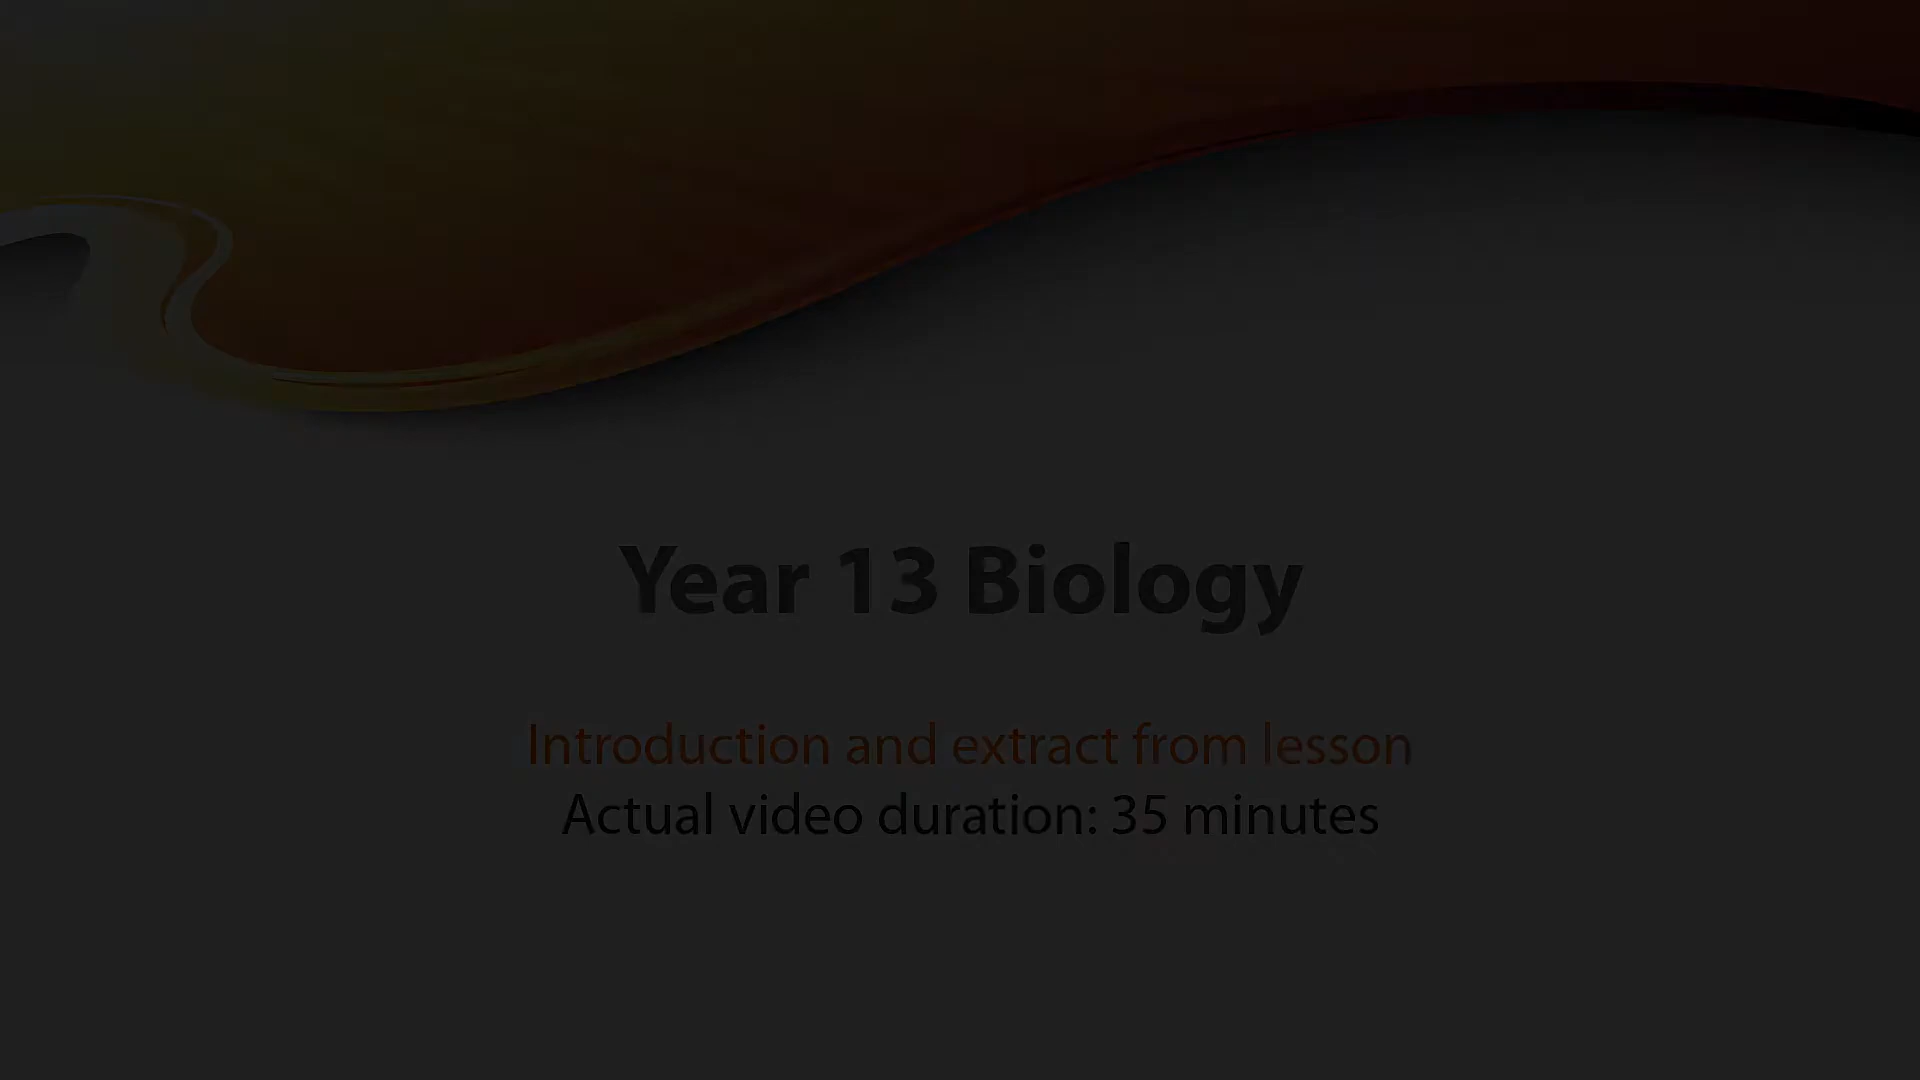 Year 13 Biology
Introduction and extract from lesson
Actual video duration: 35 minutes